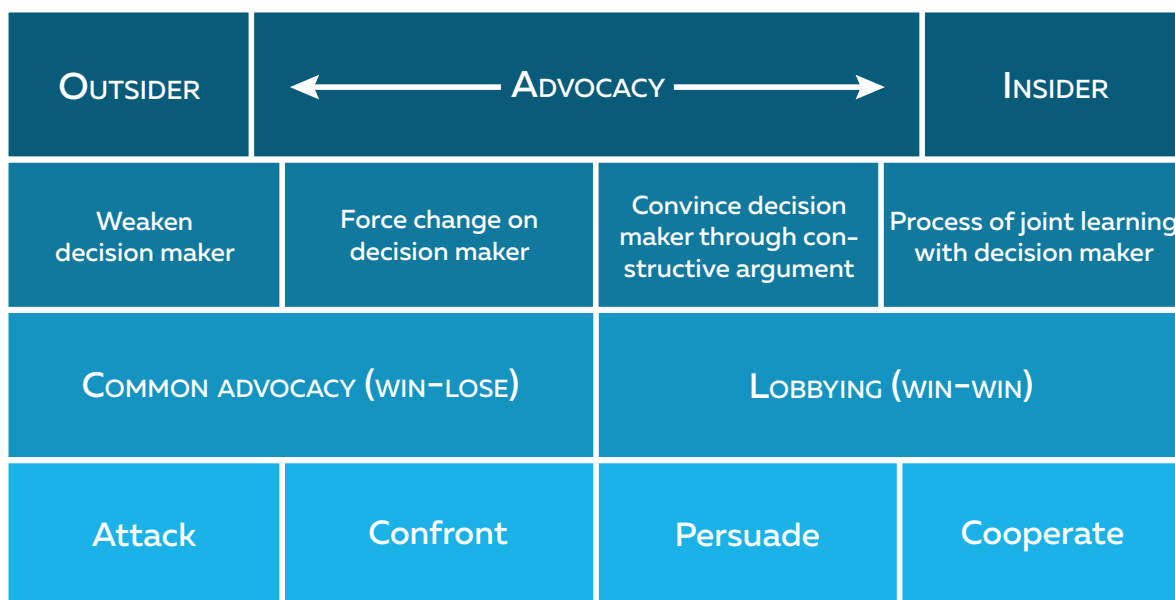 OUTSIDER
ADVOCACY
INSIDER
Weaken
decision maker
Force change on
decision maker
Convince decision
maker through con-
structive argument
Process of joint learning
with decision maker
COMMON ADVOCACY (WIN-LOSE)
LOBBYING (WIN-WIN)
Attack
Confront
Persuade
Cooperate